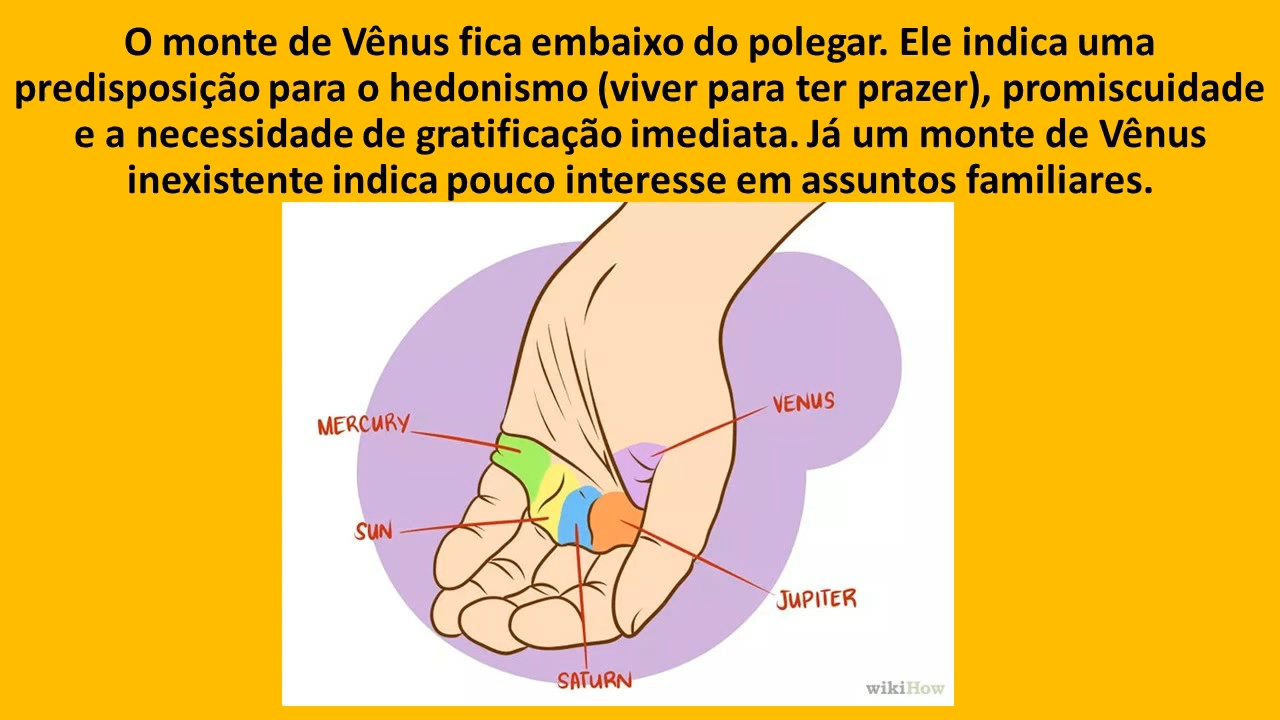 O monte de Vênus fica embaixo do polegar. Ele indica uma
predisposição para o hedonismo (viver para ter prazer), promiscuidade
e a necessidade de gratificação imediata. Já um monte de Vênus
inexistente indica pouco interesse em assuntos familiares.
VENUS
MERCURY
SUN
JUPITER
SATURN
wikiHow